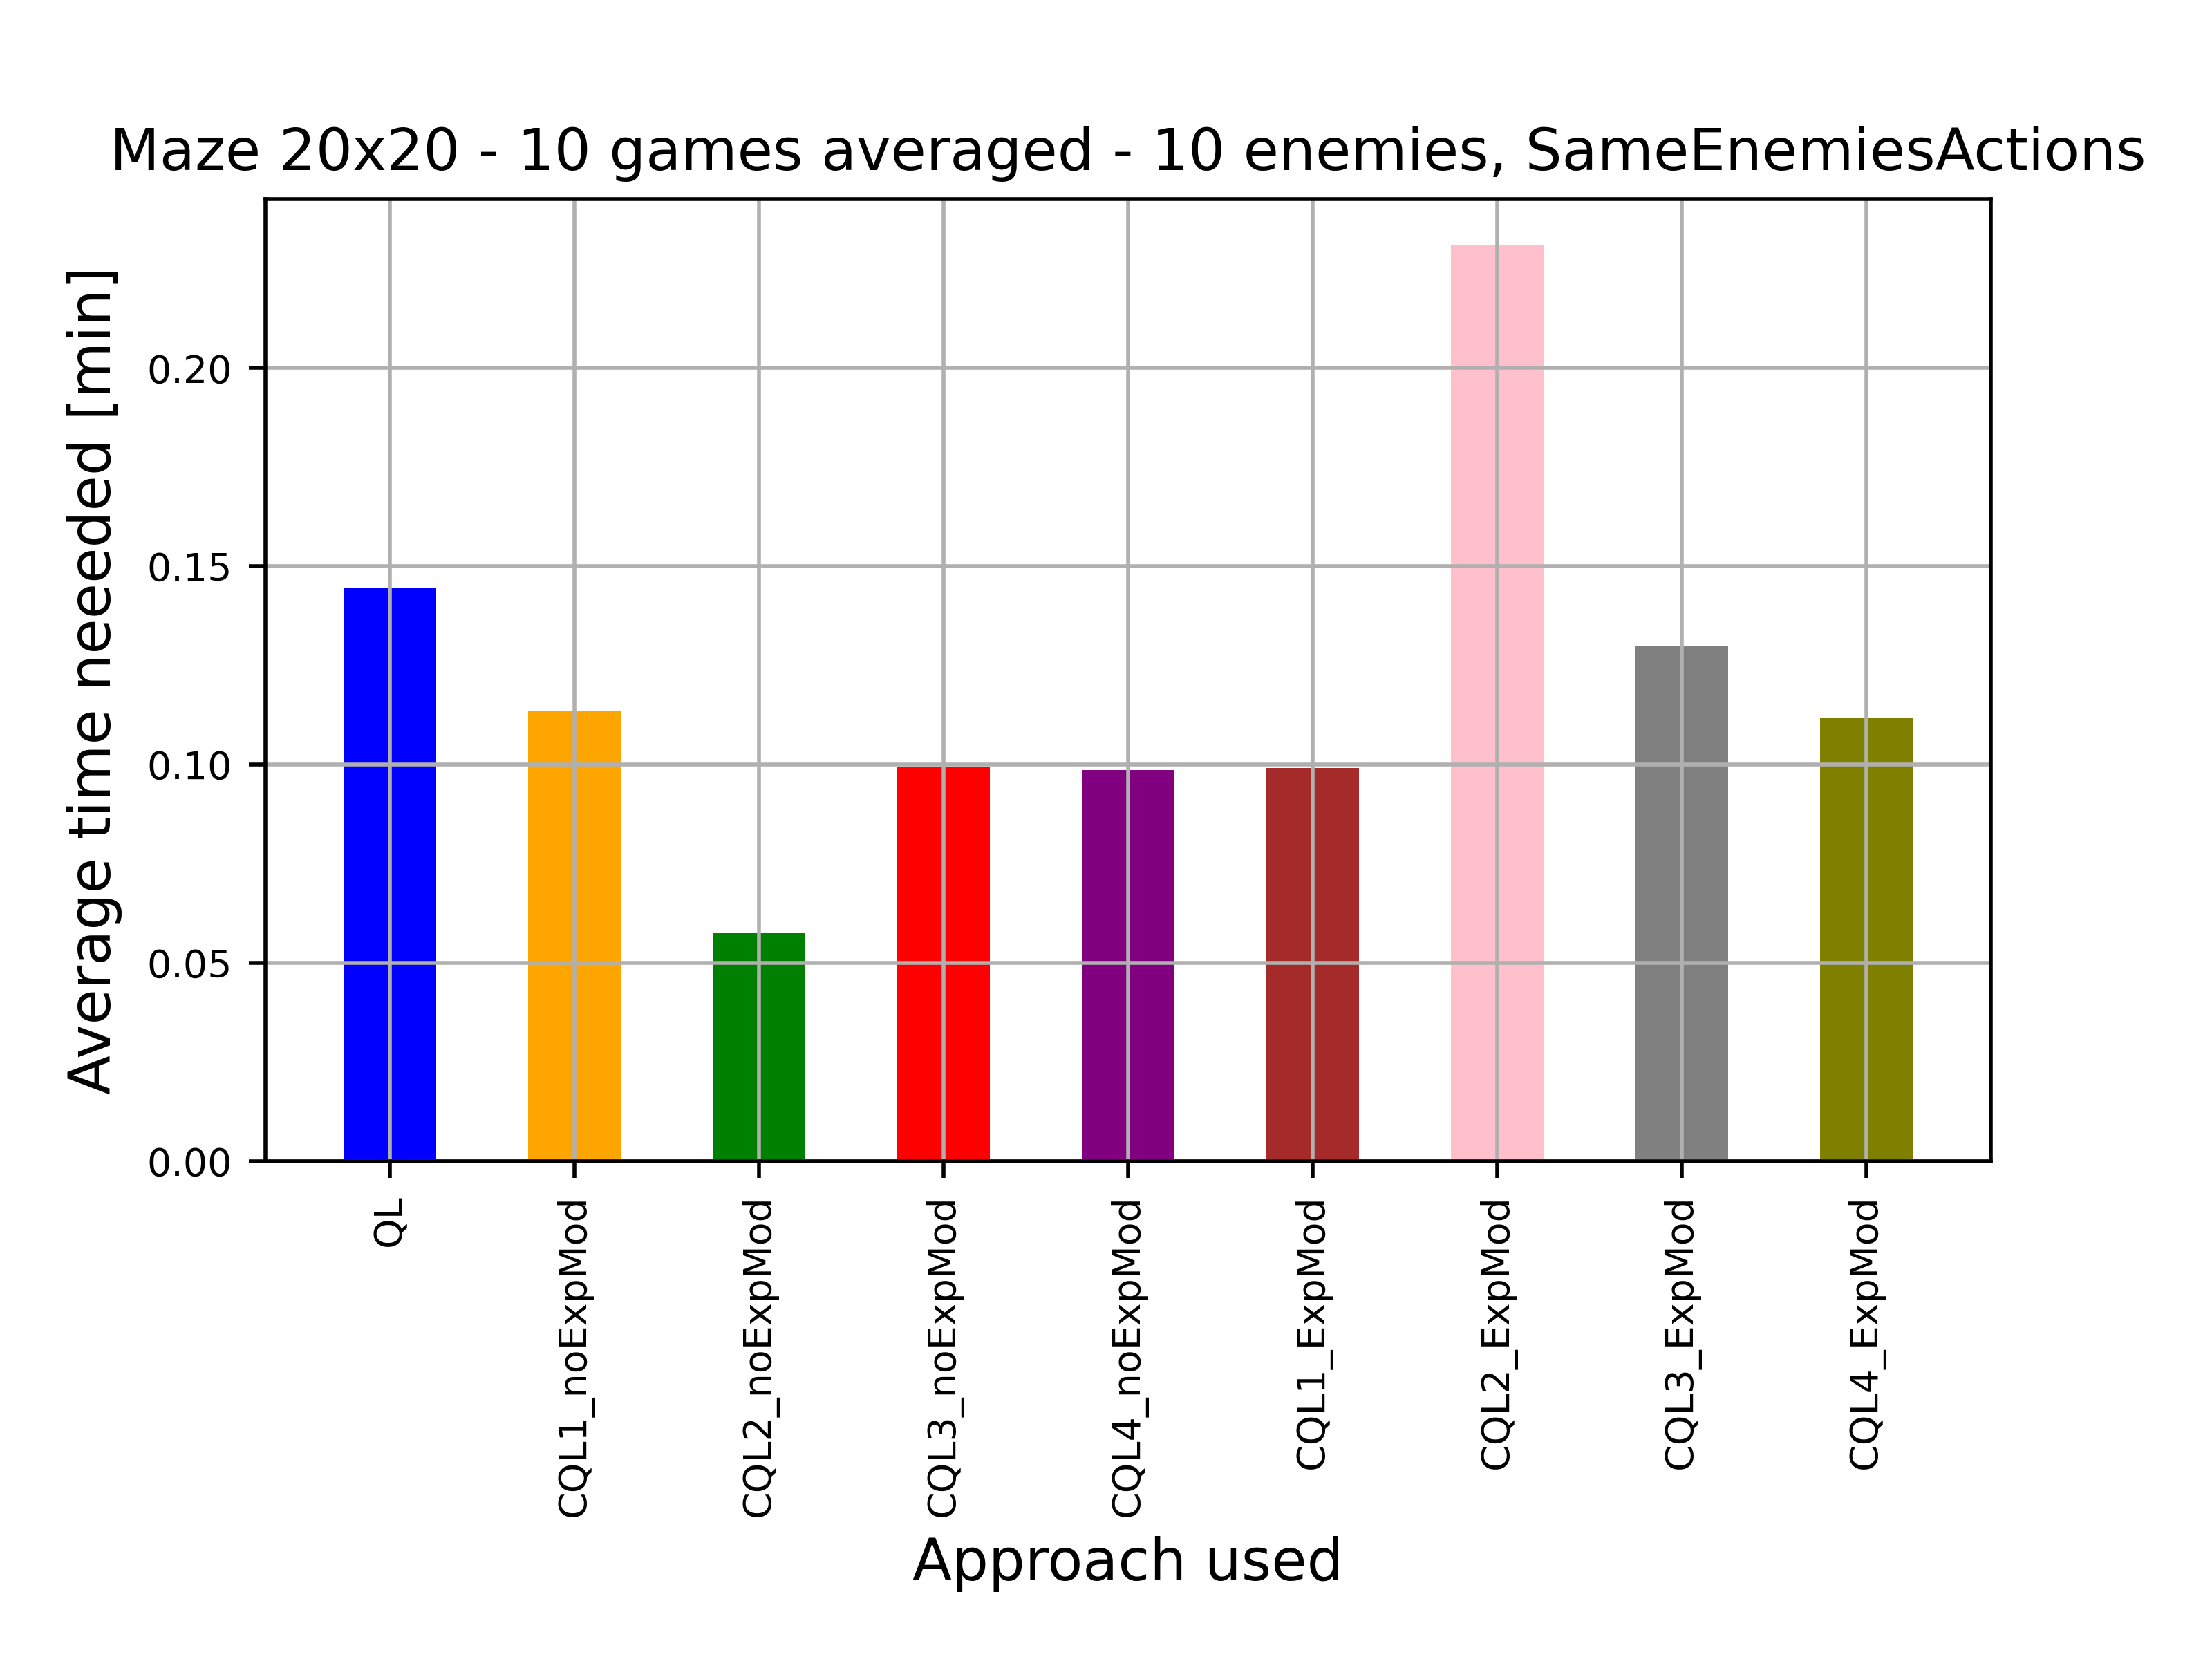 Maze 20x20 - 10 games averaged - 10 enemies, SameEnemiesActions
Average time needed [min]
0.20
0.15
0.10
0.05
0.00
QL
CQL1_noExpMod
CQL2_noExpMod
CQL3_noExpMod
CQL4_noExpMod
CQL1_ExpMod
CQL2_ExpMod
CQL3_ExpMod
CQL4_ExpMod
Approach used